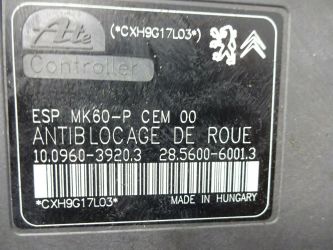 Ate
(*CXH9G17L03*)
Controller
ESP MK60-P CEM 00
ANTIBLOCAGE DE ROUE
10.0960-3920.3 28.5600-6001.3
*CXH9G17L03*
MADE IN HUNGARY